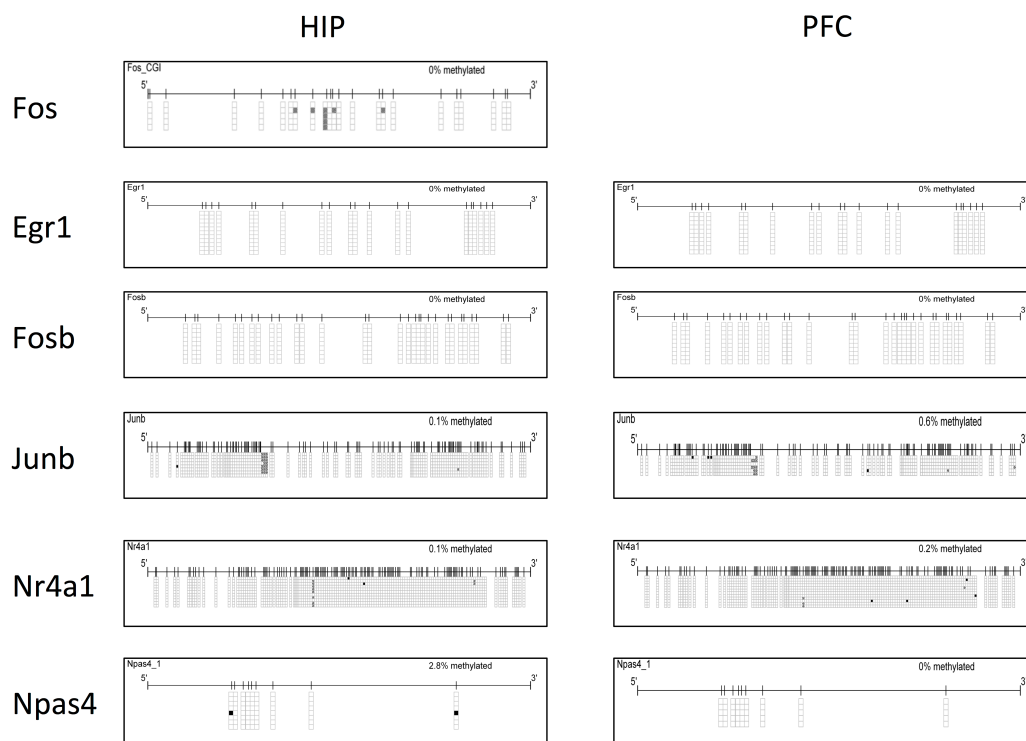 HIP PFC
Fos
Fos_CGI 0% methylated
5' 3'
Egr1
Egr1 0% methylated
5' 3'
Egr1 0% methylated
5' 3'
Fosb
Fosb 0% methylated
5' 3'
Fosb 0% methylated
5' 3'
Junb
Junb 0.1% methylated
5' 3'
Junb 0.6% methylated
5' 3'
Nr4a1
Nr4a1 0.1% methylated
5' 3'
Nr4a1 0.2% methylated
5' 3'
Npas4
Npas4_1 2.8% methylated
5' 3'
Npas4_1 0% methylated
5' 3'